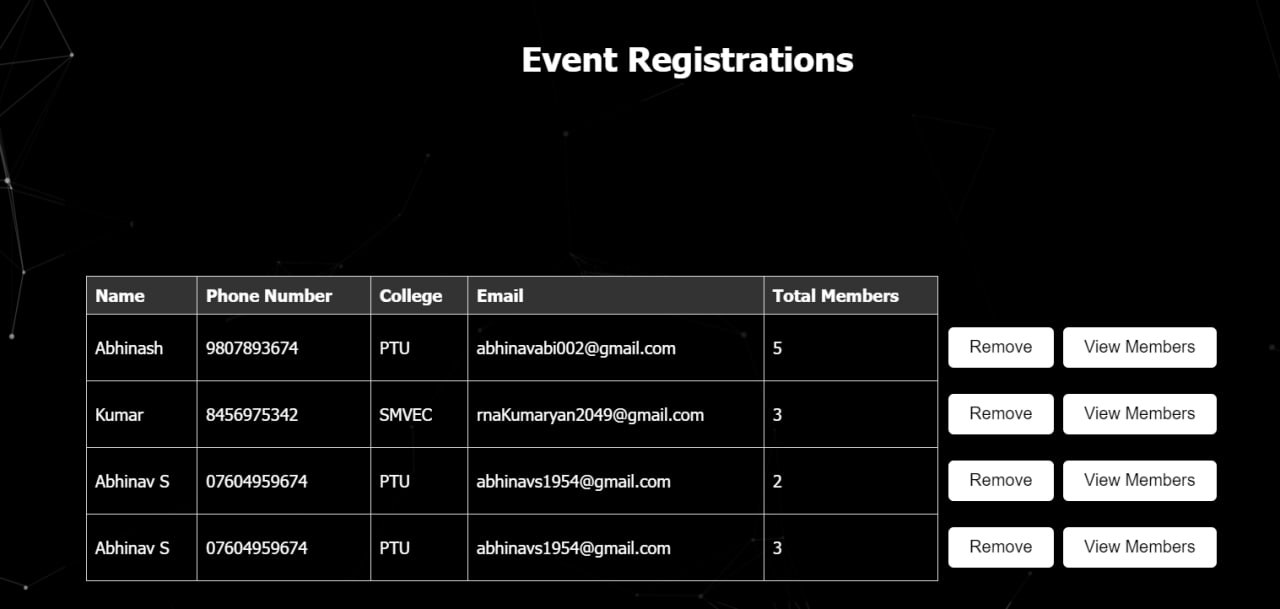 Event Registrations
Name Phone Number College Email Total Members
Abhinash 9807893674 PTU abhinavabi002@gmail.com 5 Remove View Members
Kumar 8456975342 SMVEC rnaKumaryan2049@gmail.com 3 Remove View Members
Abhinav S 07604959674 PTU abhinavs1954@gmail.com 2 Remove View Members
Abhinav S 07604959674 PTU abhinavs1954@gmail.com 3 Remove View Members